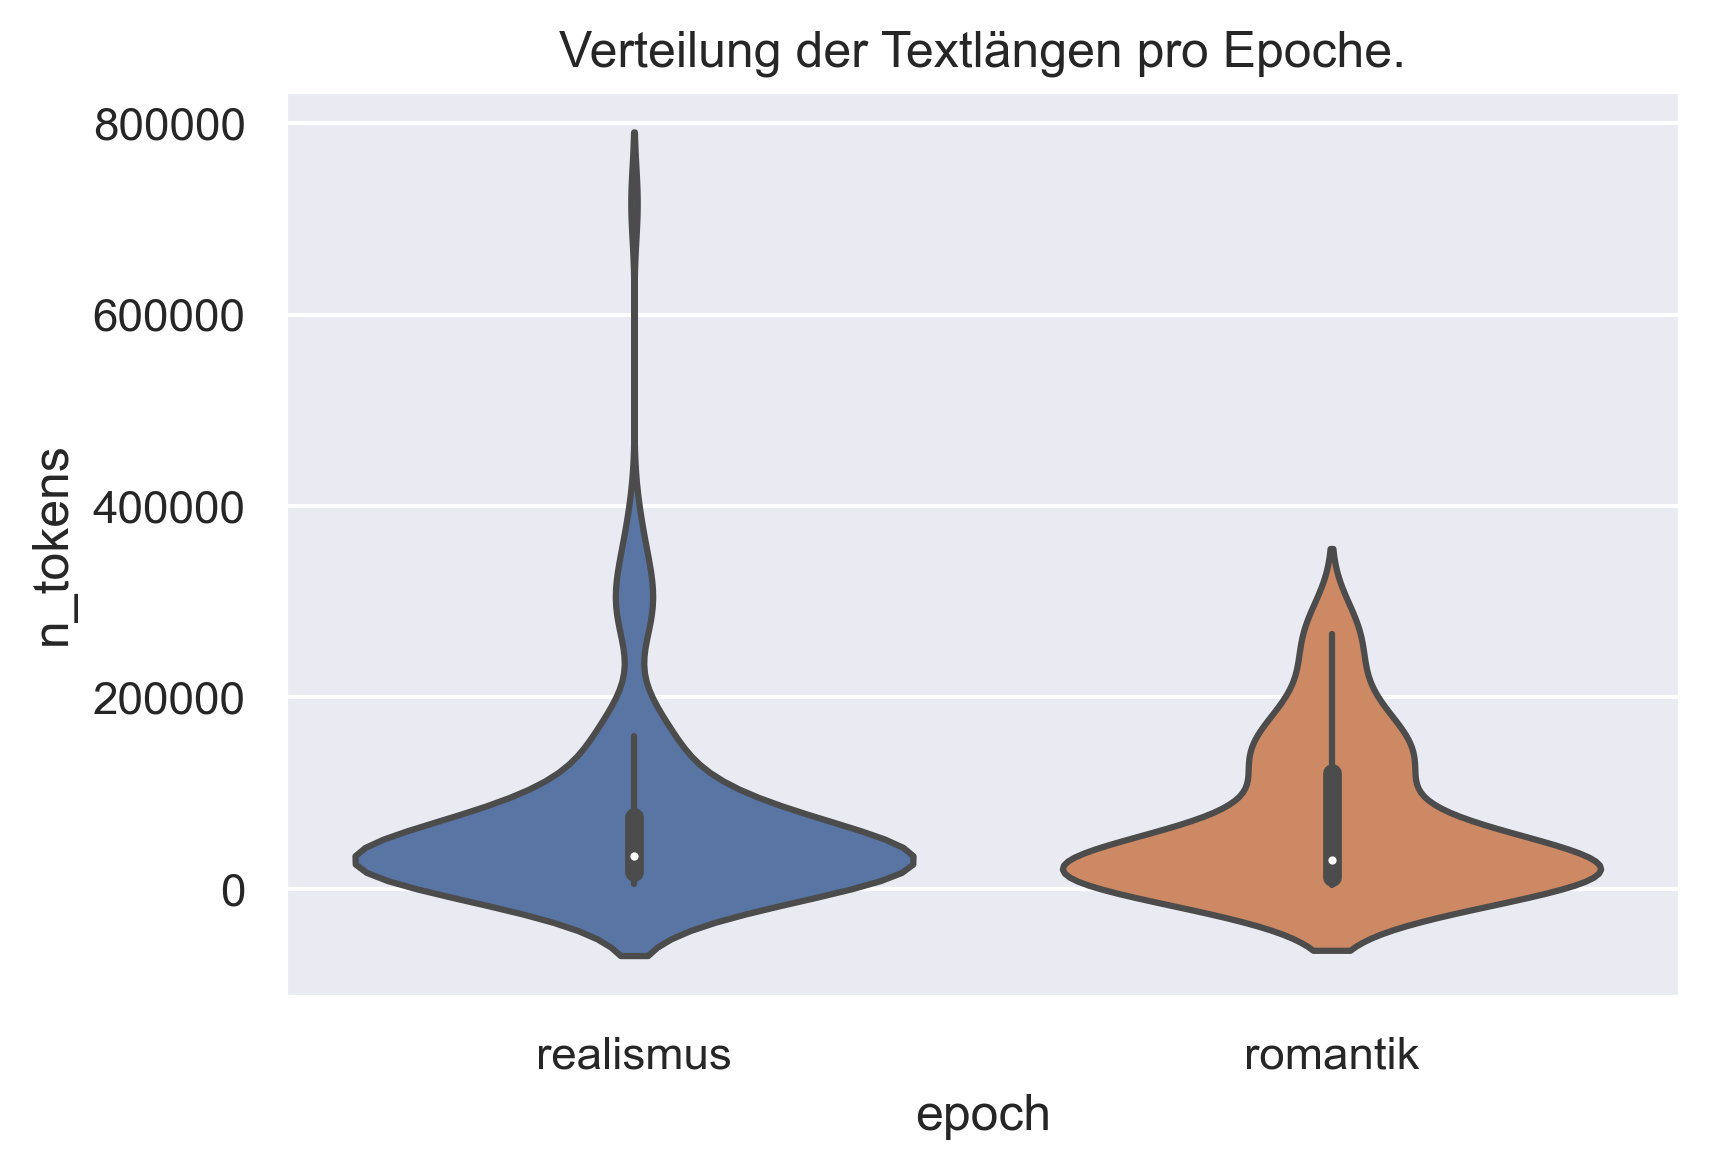 Verteilung der Textlängen pro Epoche.
800000
600000
400000
200000
0
n_tokens
realismus
romantik
epoch